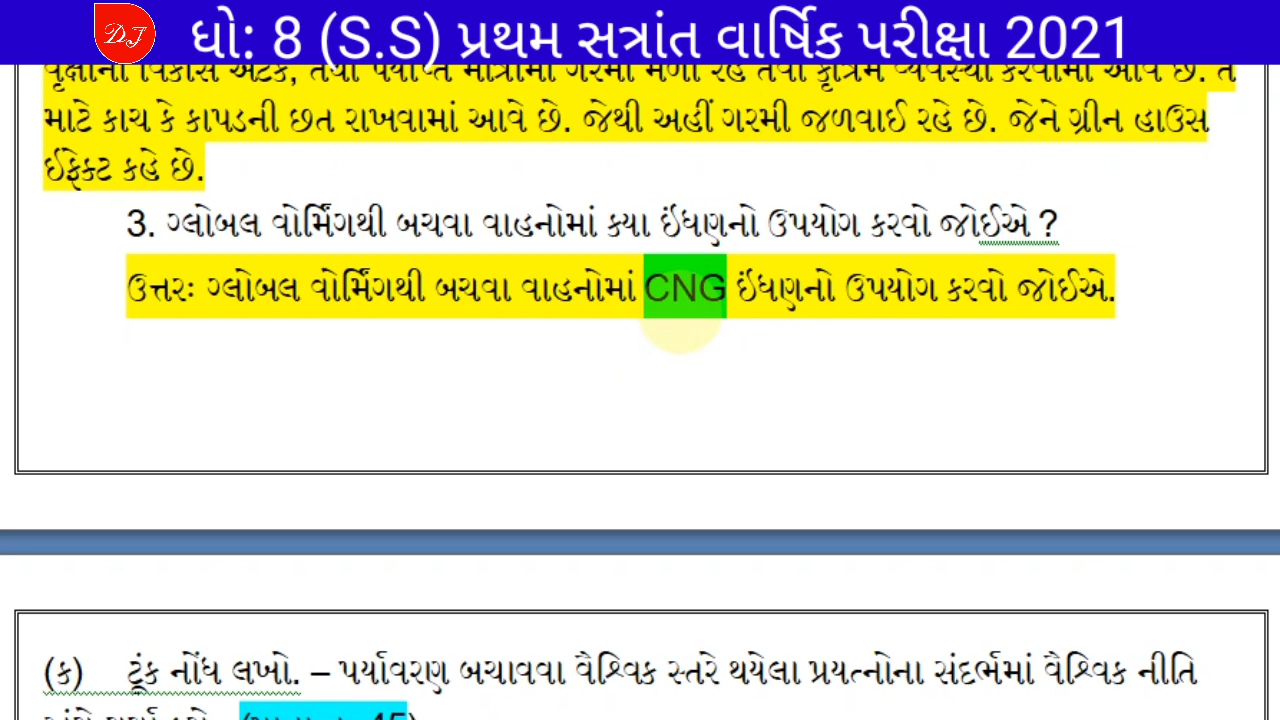 DJ ધો: 8 (S.S) પ્રથમ સત્રાંત વાર્ષિક પરીક્ષા 2021
માટે કાચ કે કાપડની છત રાખવામાં આવે છે. જેથી અહીં ગરમી જળવાઈ રહે છે. જેને ગ્રીન હાઉસ
ઈફેક્ટ કહે છે.
3. ગ્લોબલ વોર્મિંગથી બચવા વાહનોમાં ક્યા ઇંધણનો ઉપયોગ કરવો જોઈએ ?
ઉત્તરઃ ગ્લોબલ વોર્મિંગથી બચવા વાહનોમાં CNG ઇંધણનો ઉપયોગ કરવો જોઈએ.
(ક) ટૂંક નોંધ લખો. – પર્યાવરણ બચાવવા વૈશ્વિક સ્તરે થયેલા પ્રયત્નોના સંદર્ભમાં વૈશ્વિક નીતિ